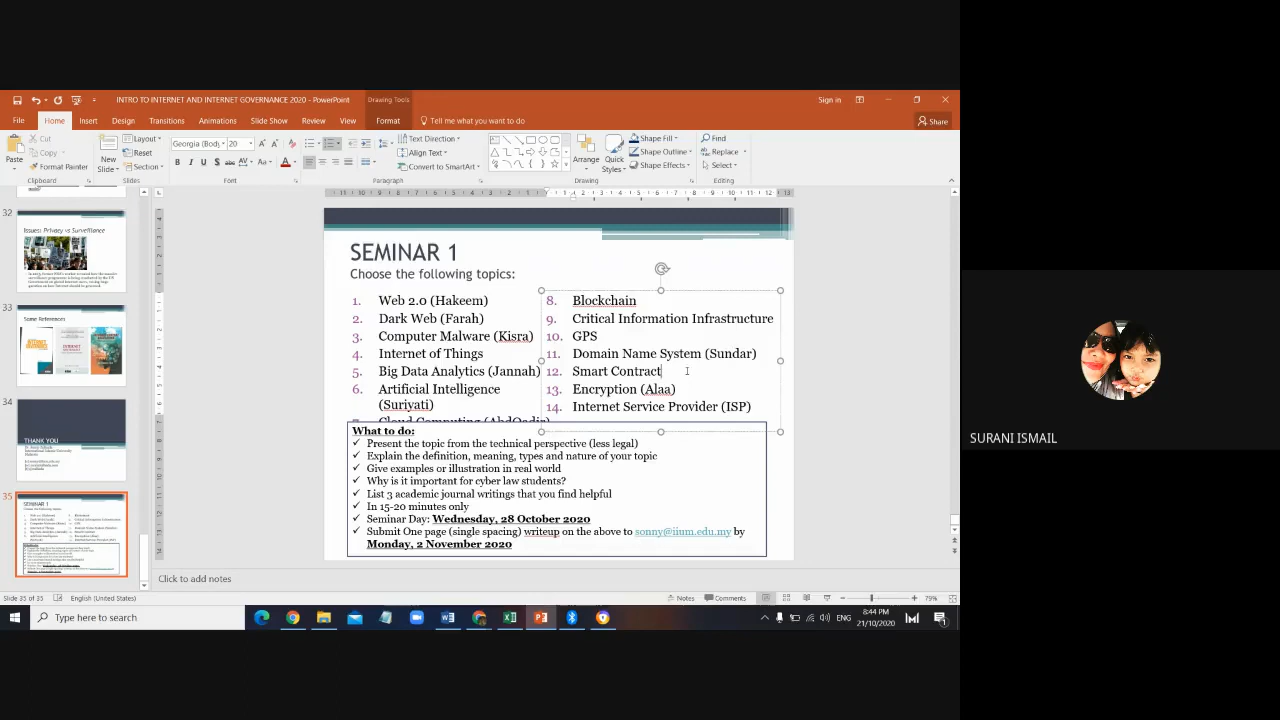 INTRO TO INTERNET AND INTERNET GOVERNANCE 2020 - PowerPoint
Drawing Tools
Sign in
File Home Insert Design Transitions Animations Slide Show Review View Format Tell me what you want to do
Share
Cut
Copy
Format Painter
Paste
Clipboard
New
Slide
Layout
Reset
Section
Slides
Georgia (Body) 20
Font
Text Direction
Align Text
Convert to SmartArt
Paragraph
Arrange
Quick
Styles
Shape Fill
Shape Outline
Shape Effects
Drawing
Find
Replace
Select
Editing
32
Issues: Privacy vs Surveillance
33
Some References
34
THANK YOU
35
SEMINAR 1
Choose the following topics:
1. Web 2.0 (Hakeem)
2. Dark Web (Farah)
3. Computer Malware (Kisra)
4. Internet of Things
5. Big Data Analytics (Jannah)
6. Artificial Intelligence
(Suriyati)
Cloud Computing (AbdQadir)
8. Blockchain
9. Critical Information Infrastructure
10. GPS
11. Domain Name System (Sundar)
12. Smart Contract
13. Encryption (Alaa)
14. Internet Service Provider (ISP)
What to do:
✓ Present the topic from the technical perspective (less legal)
✓ Explain the definition, meaning, types and nature of your topic
✓ Give examples or illustration in real world
✓ Why is it important for cyber law students?
✓ List 3 academic journal writings that you find helpful
✓ In 15-20 minutes only
✓ Seminar Day: Wednesday, 28 October 2020
✓ Submit One page (single spacing) writeup on the above to sonny@iium.edu.my by
Monday, 2 November 2020
Click to add notes
Slide 35 of 35 English (United States)
Notes Comments 79%
Type here to search
ENG
8:44 PM
21/10/2020
SURANI ISMAIL